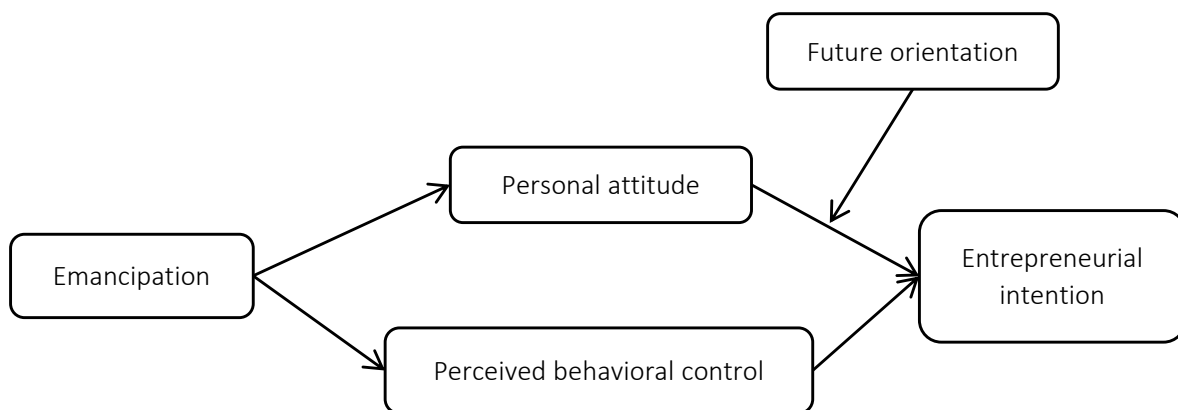 Future orientation
Personal attitude
Emancipation
Entrepreneurial
intention
Perceived behavioral control